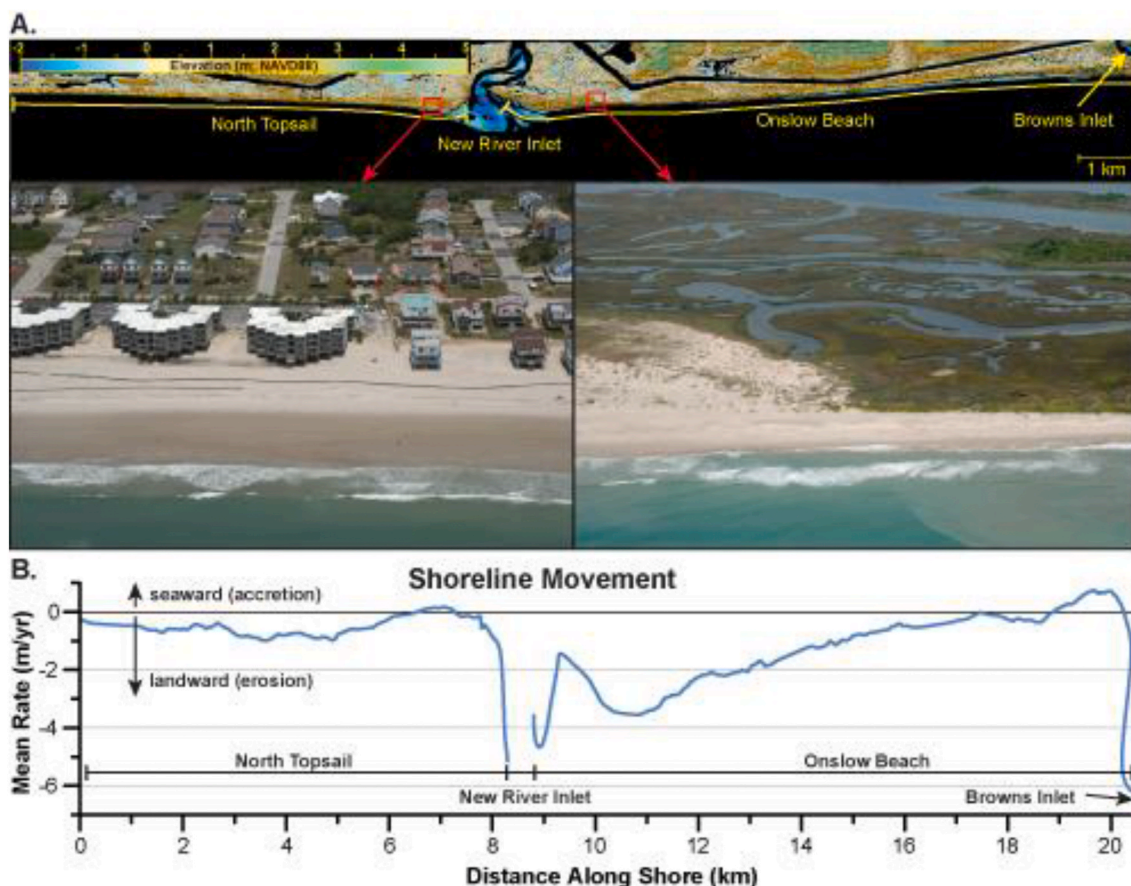 A.
-2 -1 0 1 2 3 4 5
Elevation (m; NAVD88)
North Topsail
New River Inlet
Onslow Beach
Browns Inlet
1 km
B.
Shoreline Movement
seaward (accretion)
landward (erosion)
Mean Rate (m/yr)
0
-2
-4
-6
North Topsail
Onslow Beach
New River Inlet
Browns Inlet
0 2 4 6 8 10 12 14 16 18 20
Distance Along Shore (km)